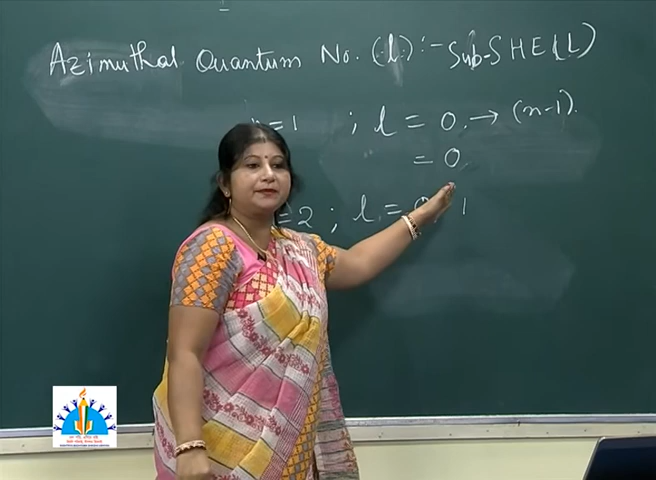 Azimuthal Quantum No. (l) :- Sub-SHELL)
n=1 ; l = 0 → (n-1)
= 0
=2 ; l = 0, 1